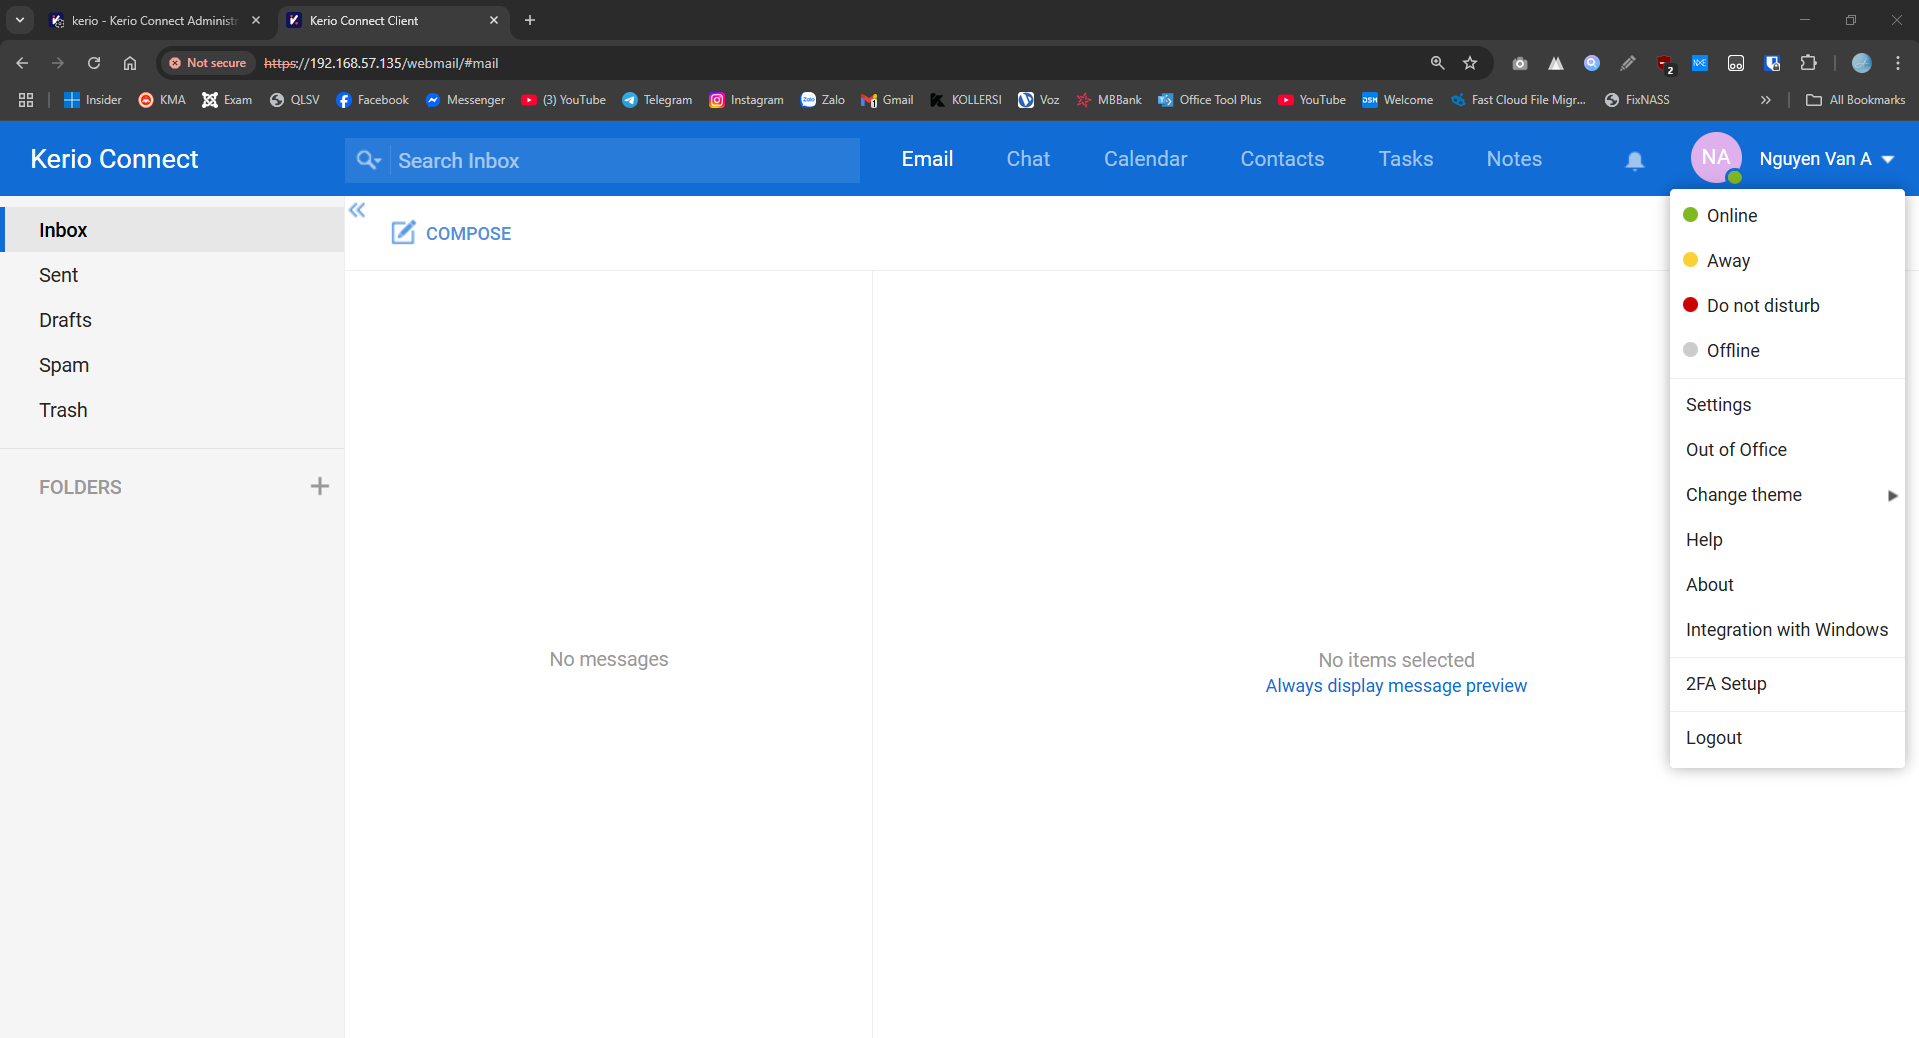 kerio - Kerio Connect Administr
Kerio Connect Client
Not secure
https://192.168.57.135/webmail/#mail
2
Insider
KMA
Exam
QLSV
Facebook
Messenger
(3) YouTube
Telegram
Instagram
Zalo
Gmail
KOLLERSI
Voz
MBBank
Office Tool Plus
YouTube
Welcome
Fast Cloud File Migr...
FixNASS
All Bookmarks
Kerio Connect
Search Inbox
Email
Chat
Calendar
Contacts
Tasks
Notes
NA
Nguyen Van A
Inbox
Sent
Drafts
Spam
Trash
FOLDERS
COMPOSE
No messages
No items selected
Always display message preview
Online
Away
Do not disturb
Offline
Settings
Out of Office
Change theme
Help
About
Integration with Windows
2FA Setup
Logout